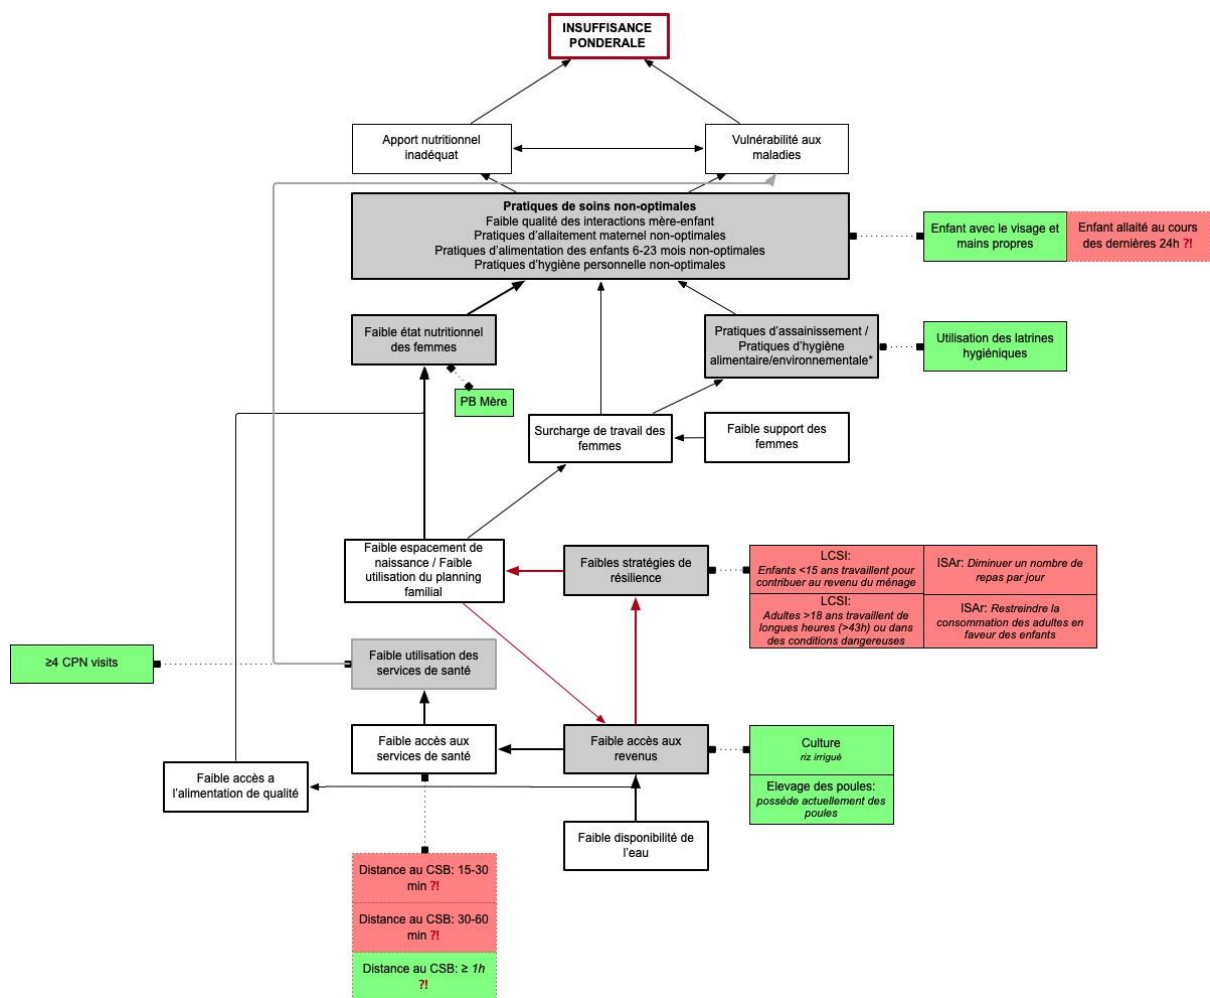 INSUFFISANCE
PONDERALE
Apport nutritionnel
inadéquat
Vulnérabilité aux
maladies
Pratiques de soins non-optimales
Faible qualité des interactions mère-enfant
Pratiques d'allaitement maternel non-optimales
Pratiques d'alimentation des enfants 6-23 mois non-optimales
Pratiques d'hygiène personnelle non-optimales
Enfant avec le visage et
mains propres
Enfant allaité au cours
des dernières 24h ?!
Faible état nutritionnel
des femmes
Pratiques d'assainissement /
Pratiques d'hygiène
alimentaire/environnementale*
Utilisation des latrines
hygiéniques
PB Mère
Surcharge de travail des
femmes
Faible support des
femmes
Faible espacement de
naissance / Faible
utilisation du planning
familial
Faibles stratégies de
résilience
LCSI:
Enfants <15 ans travaillent pour
contribuer au revenu du ménage
ISAr: Diminuer un nombre de
repas par jour
LCSI:
Adultes >18 ans travaillent de
longues heures (>43h) ou dans
des conditions dangereuses
ISAr: Restreindre la
consommation des adultes en
faveur des enfants
≥4 CPN visits
Faible utilisation des
services de santé
Faible accès aux
services de santé
Faible accès aux
revenus
Culture
riz irrigué
Elevage des poules:
possède actuellement des
poules
Faible accès a
l'alimentation de qualité
Faible disponibilité de
l'eau
Distance au CSB: 15-30
min ?!
Distance au CSB: 30-60
min ?!
Distance au CSB: ≥ 1h
?!